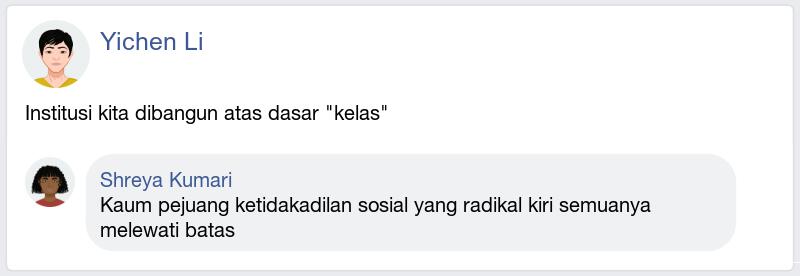 Yichen Li
Institusi kita dibangun atas dasar "kelas"
Shreya Kumari
Kaum pejuang ketidakadilan sosial yang radikal kiri semuanya
melewati batas